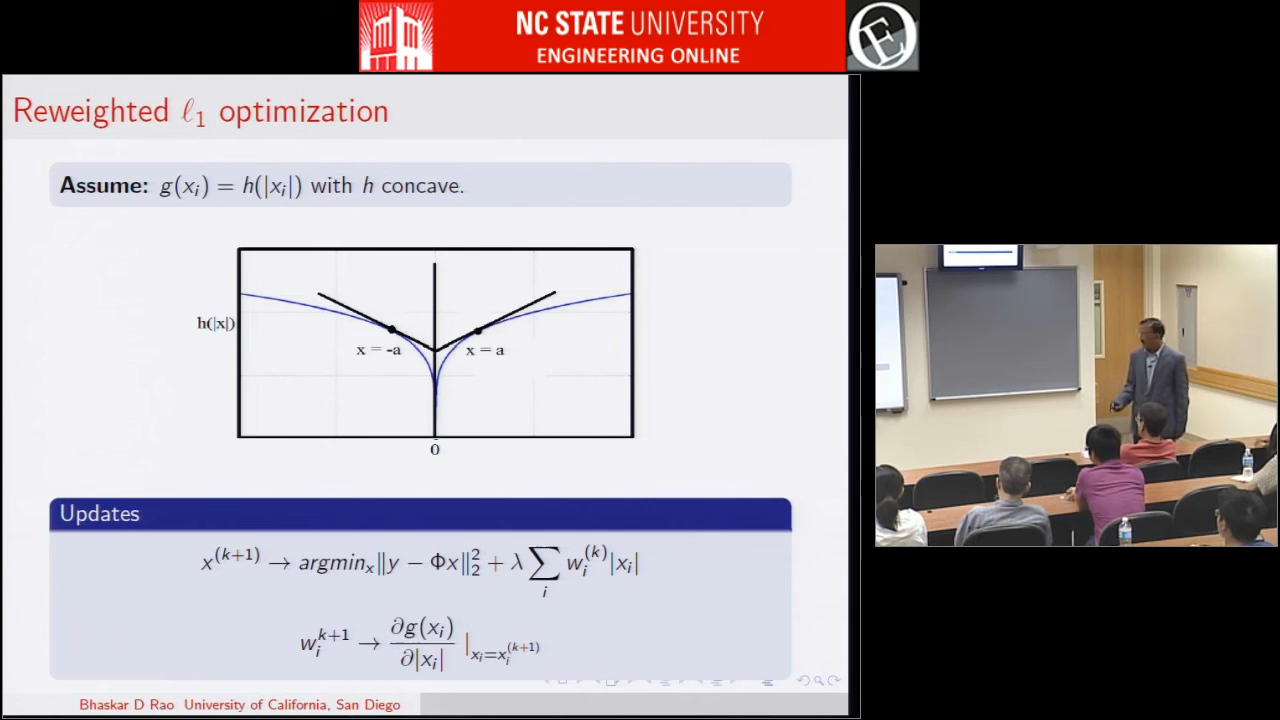 NC STATE UNIVERSITY
ENGINEERING ONLINE
Reweighted ℓ₁ optimization
Assume: g(xᵢ) = h(|xᵢ|) with h concave.
h(|x|)
x = -a
x = a
0
Updates
x^(k+1) → argminₓ‖y − Φx‖₂² + λ ∑ᵢ wᵢ^(k)|xᵢ|
wᵢ^k+1 → ∂g(xᵢ)/∂|xᵢ| |_{xᵢ=xᵢ^(k+1)}
Bhaskar D Rao University of California, San Diego